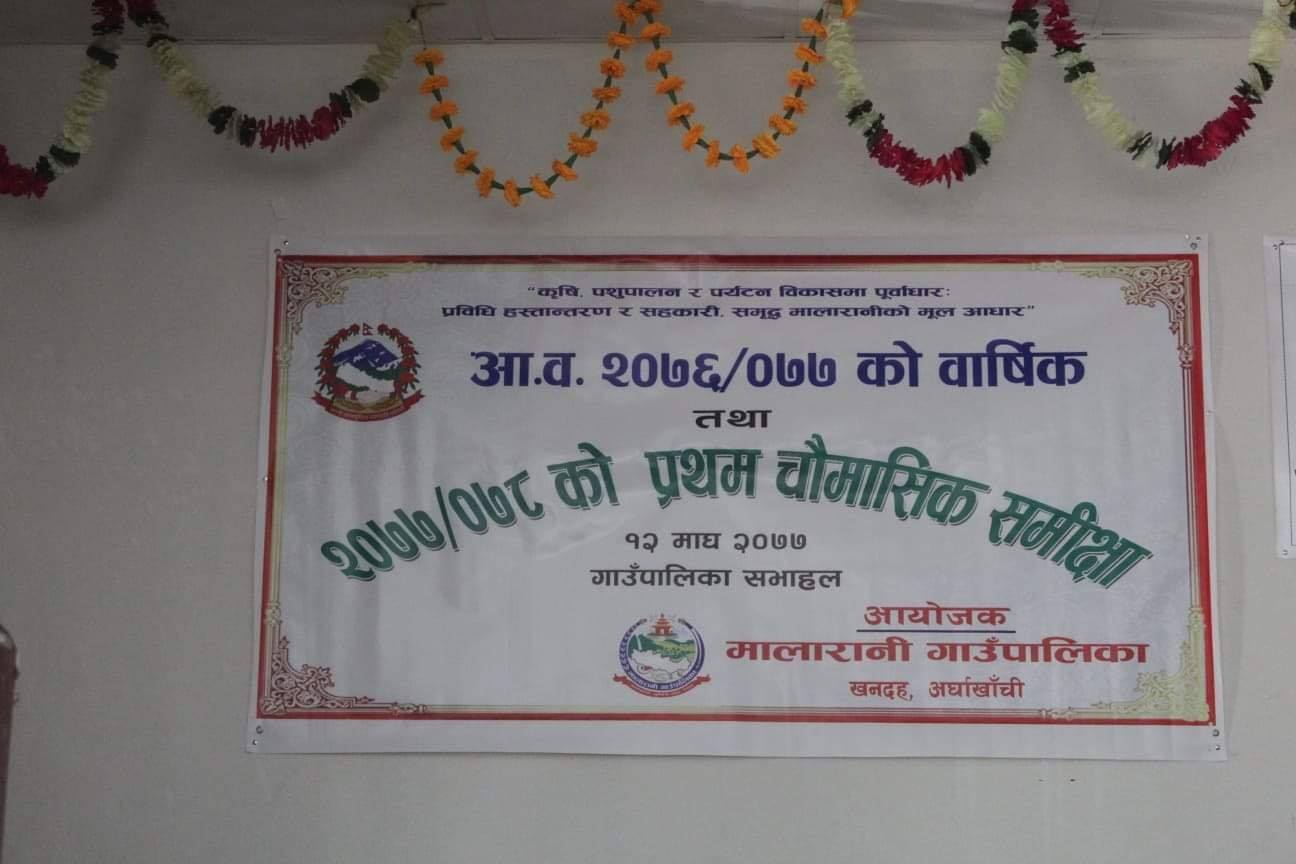 “कृषि, पशुपालन र पर्यटन विकासमा पूर्वाधारः
प्रविधि हस्तान्तरण र सहकारी, समृद्ध मालारानीको मूल आधार”
आ.व. २०७६/०७७ को वार्षिक
तथा
२०७७/०७८ को प्रथम चौमासिक समीक्षा
१२ माघ २०७७
गाउँपालिका सभाहल
आयोजक
मालारानी गाउँपालिका
खनदह, अर्घाखाँची